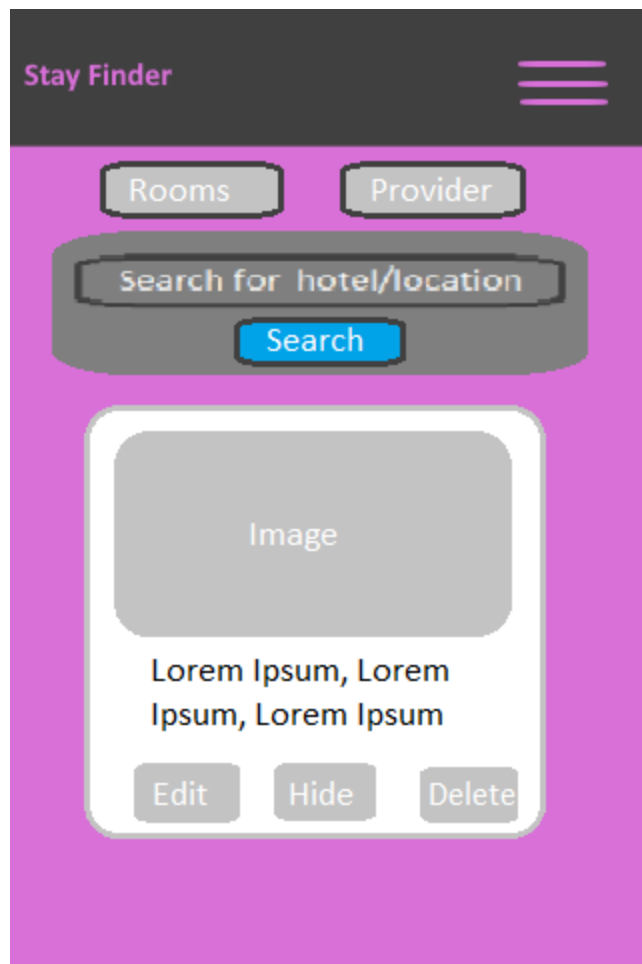 Stay Finder
Rooms Provider
Search for hotel/location
Search
Image
Lorem Ipsum, Lorem
Ipsum, Lorem Ipsum
Edit Hide Delete